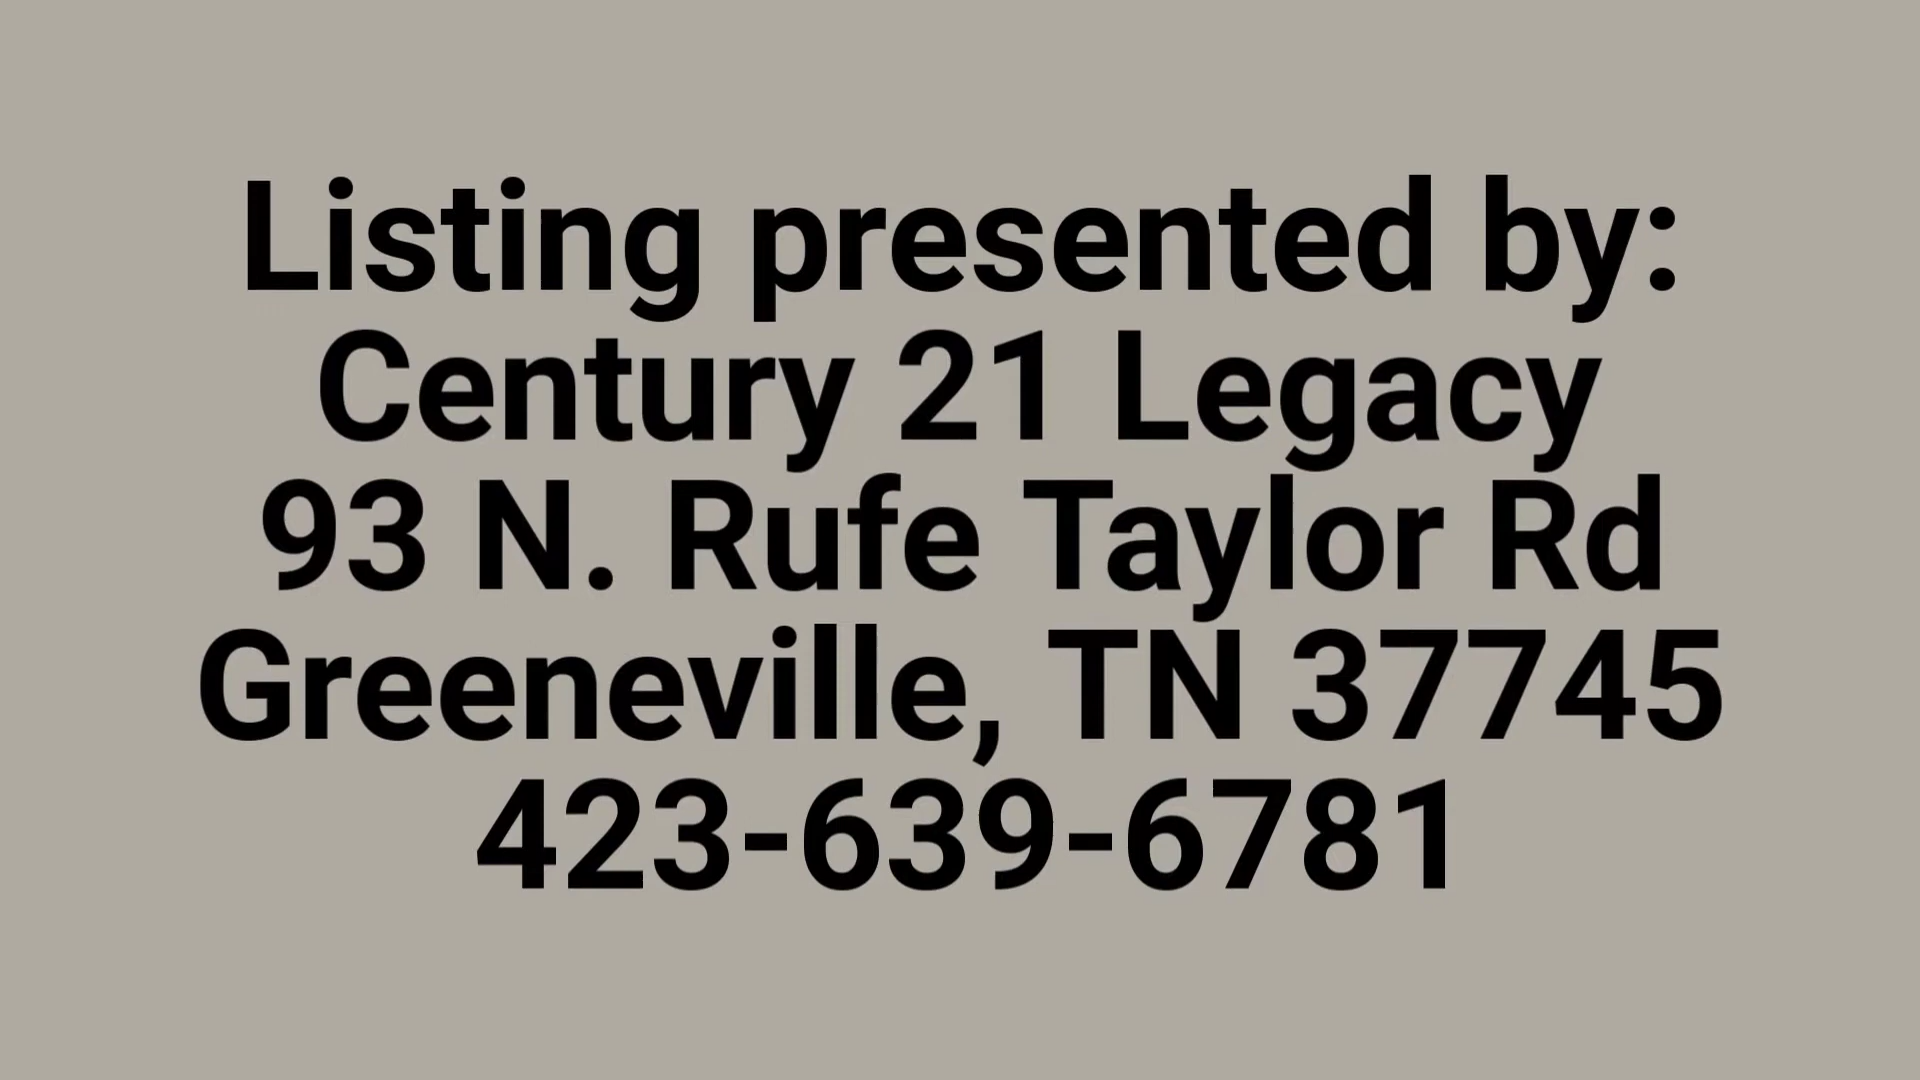 Listing presented by:
Century 21 Legacy
93 N. Rufe Taylor Rd
Greeneville, TN 37745
423-639-6781